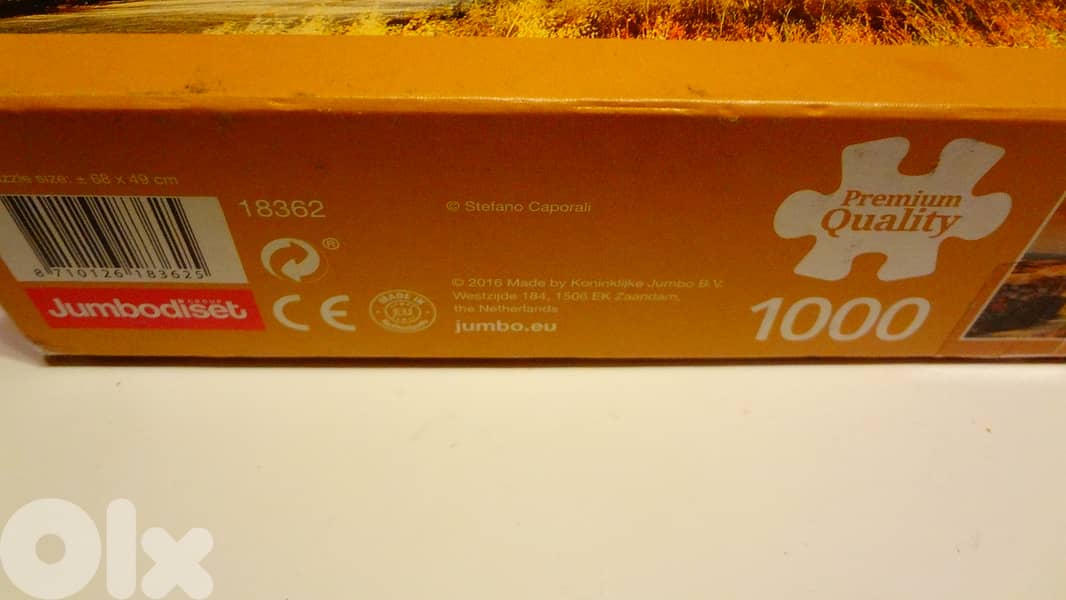 zzle size: ± 68 x 49 cm
18362
8 710126 183625
Jumbodiset
GROUP
®
CE
MADE IN
EU
© Stefano Caporali
© 2016 Made by Koninklijke Jumbo B.V.
Westzijde 184, 1506 EK Zaandam,
the Netherlands
jumbo.eu
Premium
Quality
1000
Olx